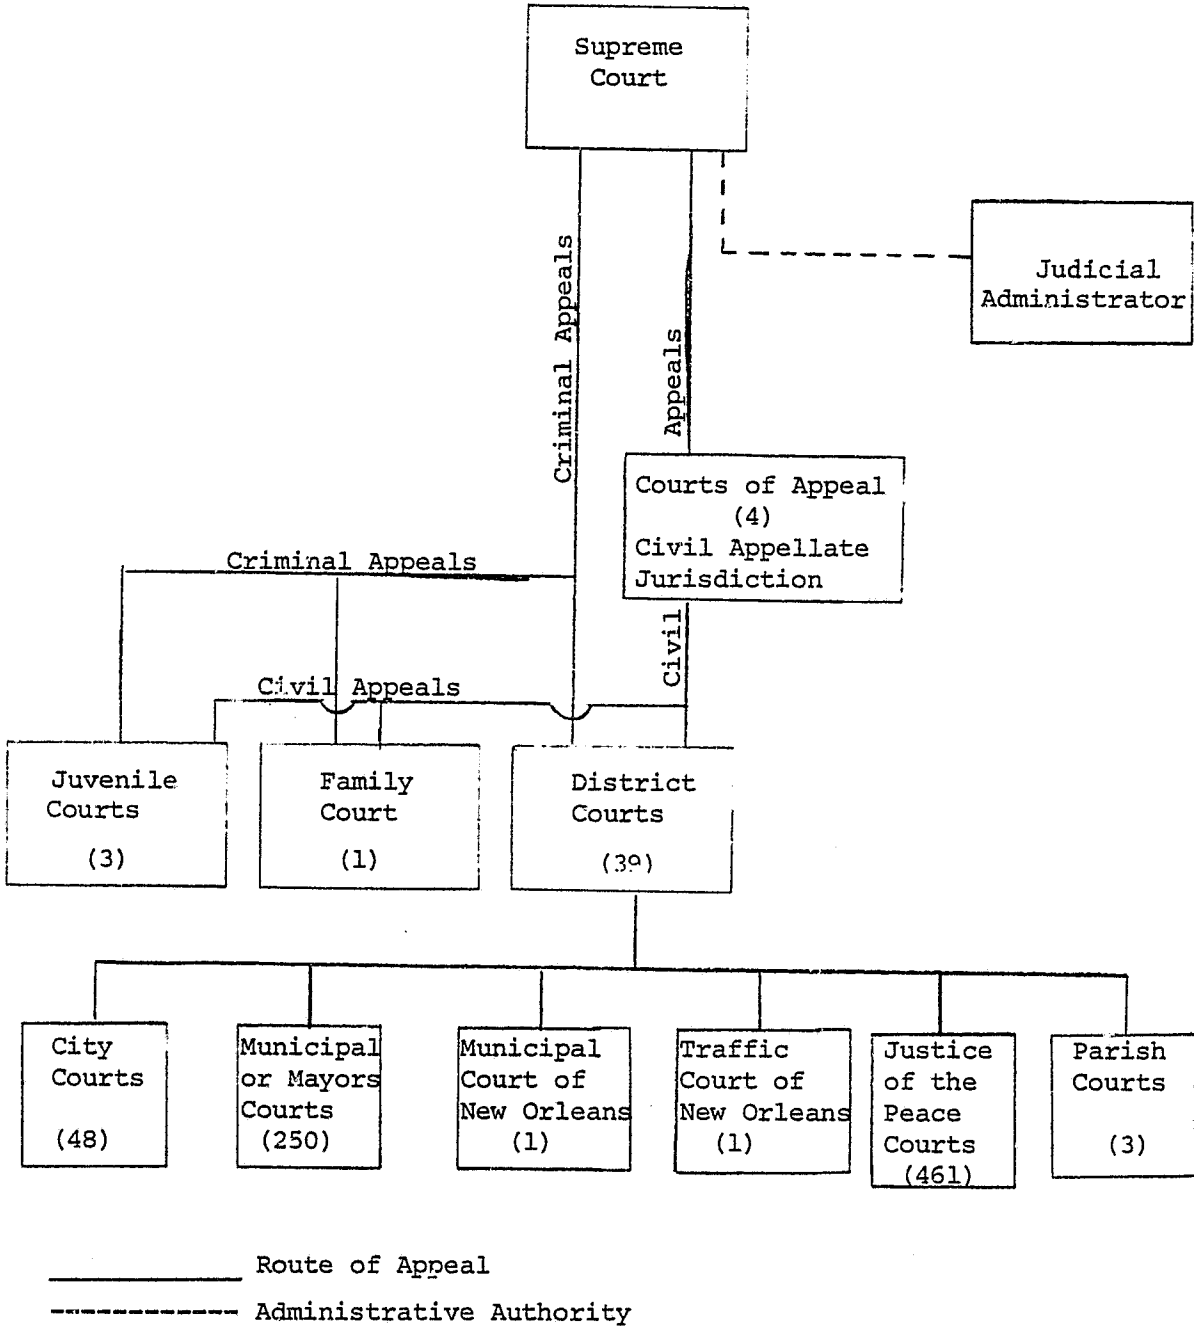 Supreme
Court
Judicial
Administrator
Criminal Appeals
Appeals
Courts of Appeal
(4)
Civil Appellate
Jurisdiction
Criminal Appeals
Civil
Civil Appeals
Juvenile
Courts
(3)
Family
Court
(1)
District
Courts
(39)
City
Courts
(48)
Municipal
or Mayors
Courts
(250)
Municipal
Court of
New Orleans
(1)
Traffic
Court of
New Orleans
(1)
Justice
of the
Peace
Courts
(461)
Parish
Courts
(3)
Route of Appeal
Administrative Authority